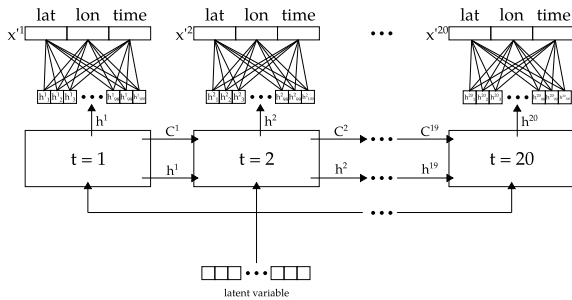 lat lon time lat lon time lat lon time
x'¹ x'² x'²⁰
h¹ h² h²⁰
C¹ C² C¹⁹
t = 1 t = 2 t = 20
h¹ h² h¹⁹
latent variable